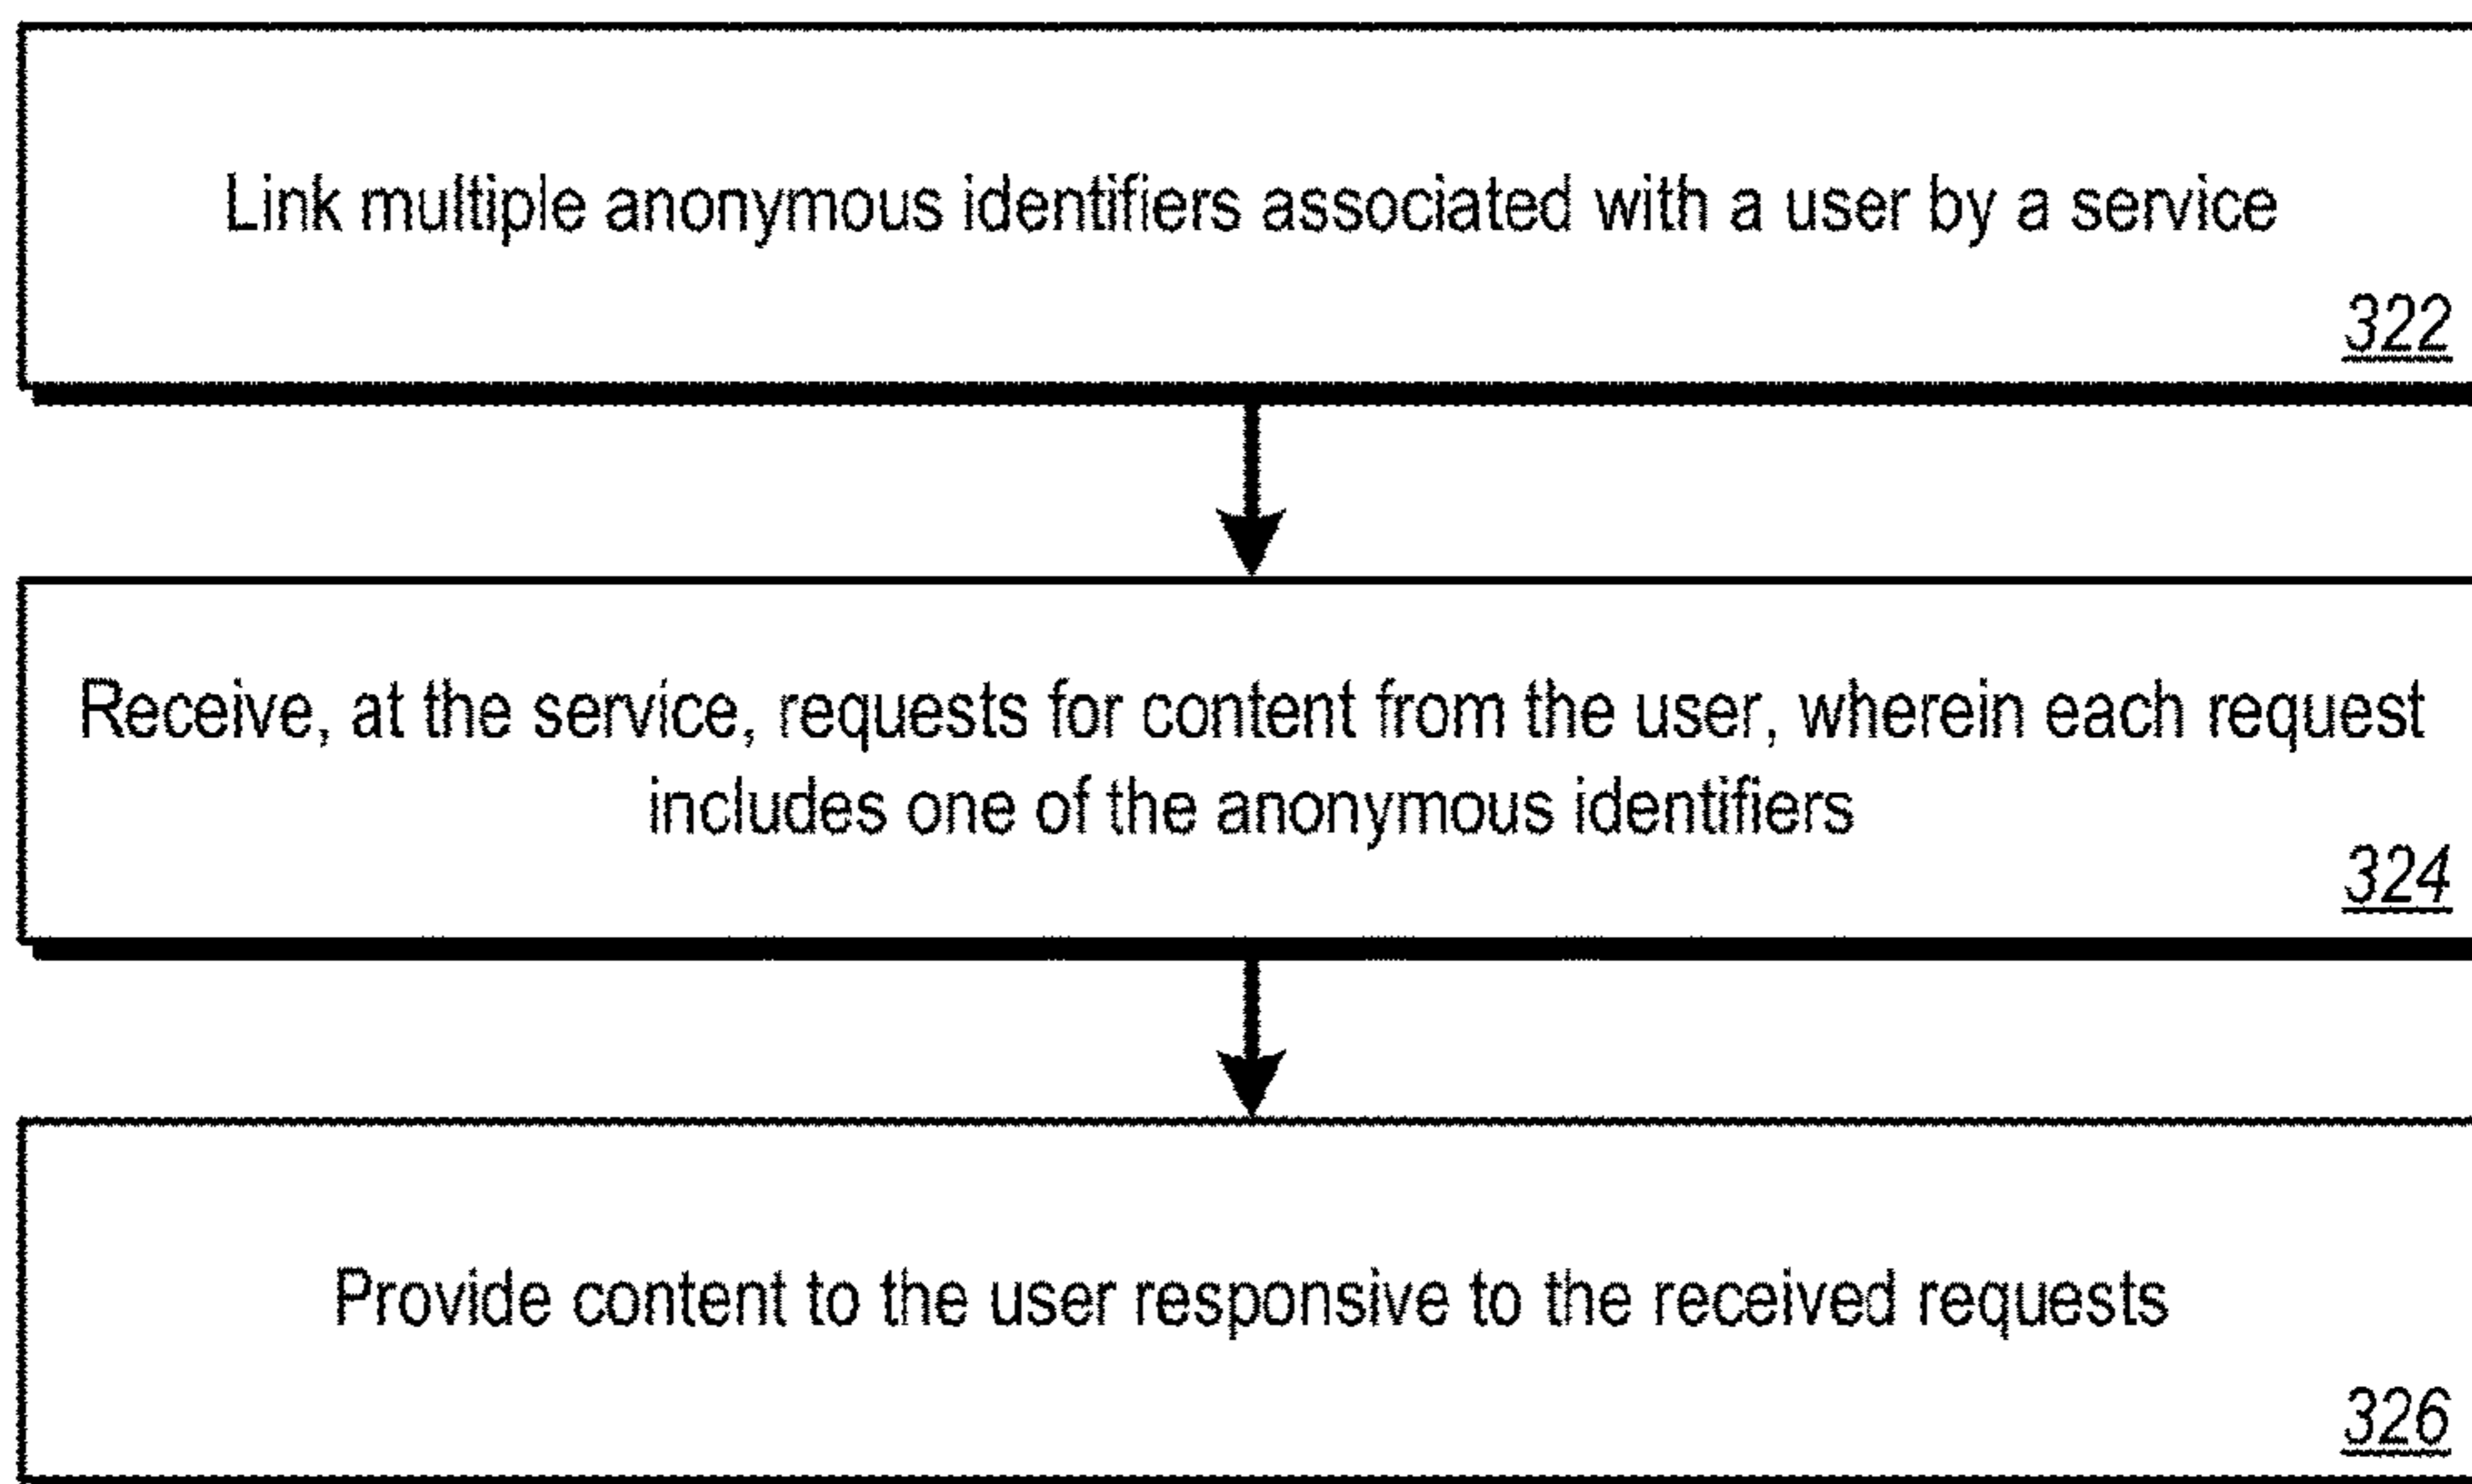 Link multiple anonymous identifiers associated with a user by a service
322
Receive, at the service, requests for content from the user, wherein each request
includes one of the anonymous identifiers
324
Provide content to the user responsive to the received requests
326